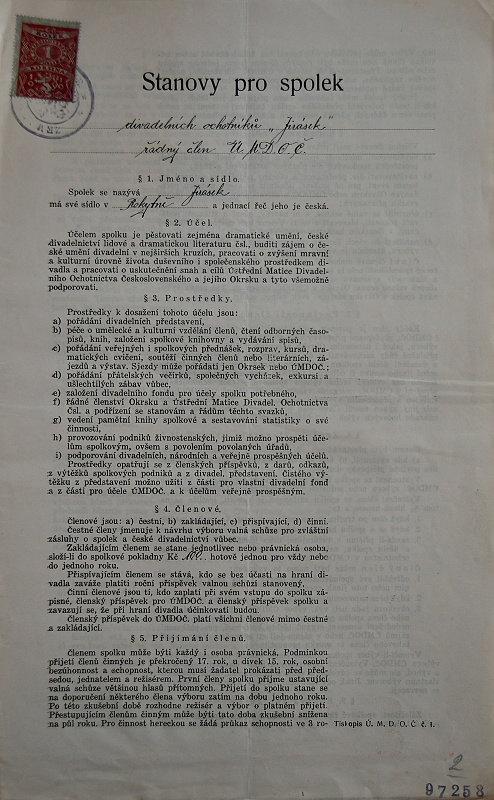 Stanovy pro spolek
divadelních ochotníků „Jirásek“
řádný člen Ú.M.D.O.Č.
§ 1. Jméno a sídlo.
Spolek se nazývá Jirásek
má své sídlo v Rokytně a jednací řeč jeho je česká.
§ 2. Účel.
Účelem spolku je pěstovati zejména dramatické umění, české
divadelnictví lidové a dramatickou literaturu čsl., buditi zájem o če-
ské umění divadelní v nejširších kruzích, pracovati o zvýšení mravní
a kulturní úrovně života duševního i společenského prostředkem di-
vadla a pracovati o uskutečnění snah a cílů Ústřední Matice Divadel-
ního Ochotnictva Československého a jejího Okrsku a tyto všemožně
podporovati.
§ 3. Prostředky.
Prostředky k dosažení tohoto účelu jsou:
a) pořádání divadelních představení,
b) péče o umělecké a kulturní vzdělání členů, čtení odborných časo-
pisů, knih, založení spolkové knihovny a vydávání spisů,
c) pořádání veřejných i spolkových přednášek, rozprav, kursů, dra-
matických cvičení, soutěží činných členů nebo literárních, zá-
jezdů a výstav. Sjezdy může pořádati jen Okrsek nebo ÚMDOČ.;
d) pořádání přátelských večírků, společných vycházek, exkursí a
ušlechtilých zábav vůbec,
e) založení divadelního fondu pro účely spolku potřebného,
f) řádné členství Okrsku a Ústřední Matice Divadel. Ochotnictva
Čsl. a podřízení se stanovám a řádům těchto svazků,
g) vedení pamětní knihy spolkové a sestavování statistiky o své
činnosti,
h) provozování podniků živnostenských, jimiž možno prospěti úče-
lům spolkovým, ovšem s povolením povolaných úřadů,
i) podporování divadelních, národních a veřejně prospěšných účelů.
Prostředky opatřují se z členských příspěvků, z darů, odkazů,
z výtěžků spolkových podniků a z divadel. představení. Čistého vý-
těžku z představení možno užíti z části pro vlastní divadelní fond
a z části pro účele ÚMDOČ. a k účelům veřejně prospěšným.
§ 4. Členové.
Členové jsou: a) čestní, b) zakládající, c) přispívající, d) činní.
Čestné členy jmenuje k návrhu výboru valná schůze pro zvláštní
zásluhy o spolek a české divadelnictví vůbec.
Zakládajícím členem se stane jednotlivec nebo právnická osoba,
složí-li do spolkové pokladny Kč hotově jednou pro vždy nebo
do jednoho roku.
Přispívajícím členem se stává, kdo se bez účasti na hraní di-
vadla zaváže platiti roční příspěvek valnou schůzí stanovený.
Činní členové jsou ti, kdo zaplatí při svém vstupu do spolku zá-
pisné, členský příspěvek pro ÚMDOČ. a členský příspěvek spolku a
zavazují se, že při hraní divadla účinkovati budou.
Členský příspěvek do ÚMDOČ. platí všichni členové mimo čestné
a zakládající.
§ 5. Přijímání členů.
Členem spolku může býti každý i osoba právnická. Podmínkou
přijetí členů činných je překročený 17. rok, u dívek 15. rok, osobní
bezúhonnost a schopnost, kterou musí žadatel prokázati před před-
sedou, jednatelem a režisérem. První členy spolku přijme ustavující
valná schůze většinou hlasů přítomných. Přijetí do spolku stane se
na doporučení některého člena výboru zatím na dobu jednoho roku.
Po této zkušební době rozhodne režisér a výbor o platném přijetí.
Přestupujícím členům činným může býti tato doba zkušební snížena
na půl roku. Pro činnost hereckou se žádá průkaz schopnosti ve 3 ro-
Tiskopis Ú. M. D. O. Č. č. 1.
2
97258